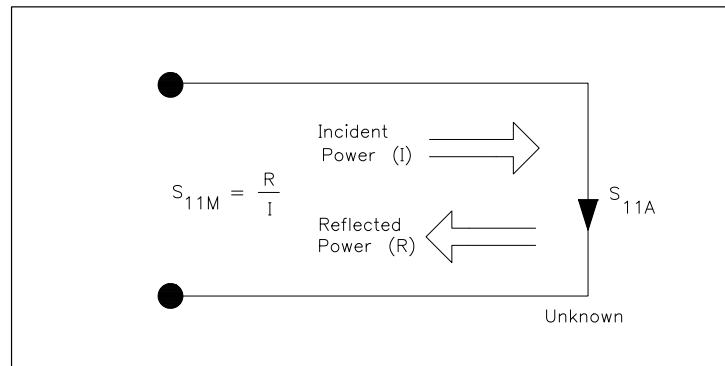 Incident
Power (I)
S11M = R/I
S11A
Reflected
Power (R)
Unknown